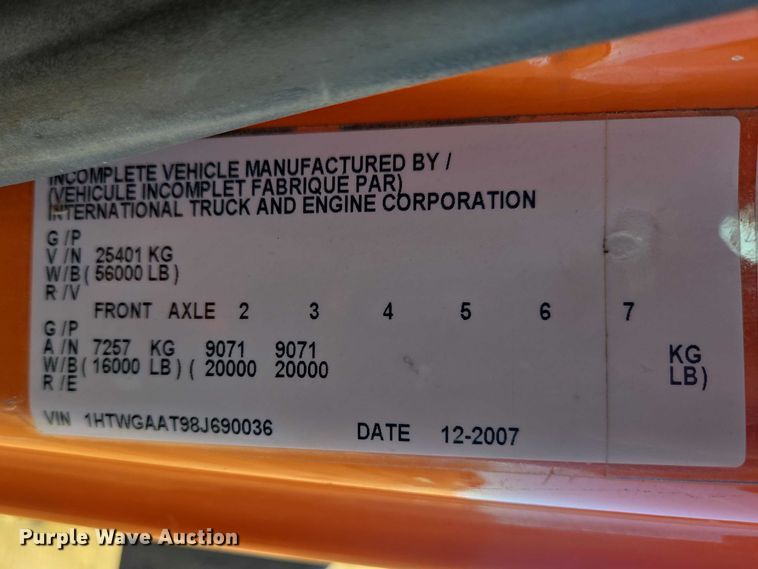 INCOMPLETE VEHICLE MANUFACTURED BY /
(VEHICULE INCOMPLET FABRIQUE PAR)
INTERNATIONAL TRUCK AND ENGINE CORPORATION
G /P
V /N 25401 KG
W/B ( 56000 LB)
R /V
FRONT AXLE 2 3 4 5 6 7
G /P
A /N 7257 KG 9071 9071 KG
W/B ( 16000 LB) ( 20000 20000 LB)
R /E
VIN 1HTWGAAT98J690036 DATE 12-2007
Purple Wave Auction